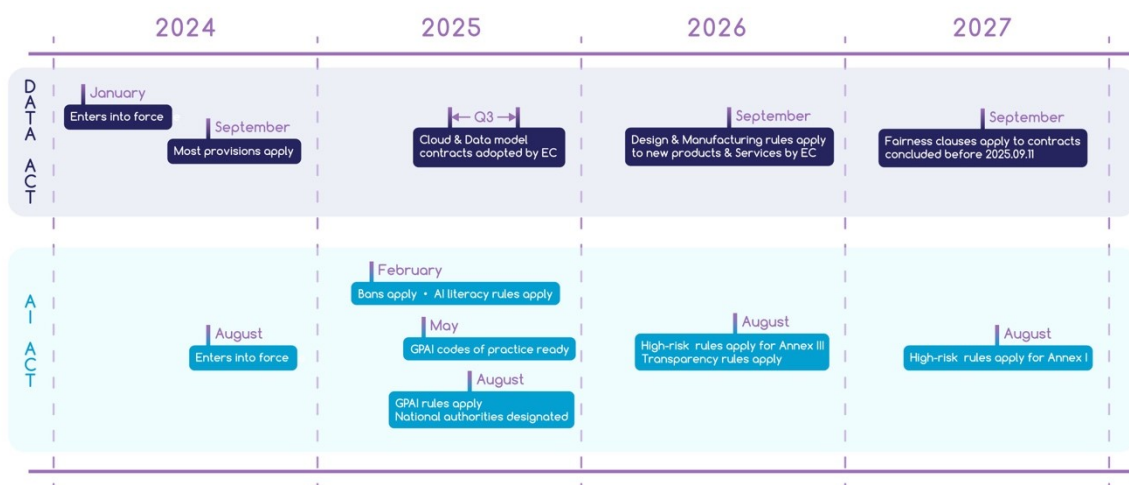 2024
2025
2026
2027
DATA ACT
January
Enters into force
September
Most provisions apply
Q3
Cloud & Data model
contracts adopted by EC
September
Design & Manufacturing rules apply
to new products & Services by EC
September
Fairness clauses apply to contracts
concluded before 2025.09.11
AI ACT
August
Enters into force
February
Bans apply • AI literacy rules apply
May
GPAI codes of practice ready
August
GPAI rules apply
National authorities designated
August
High-risk rules apply for Annex III
Transparency rules apply
August
High-risk rules apply for Annex I